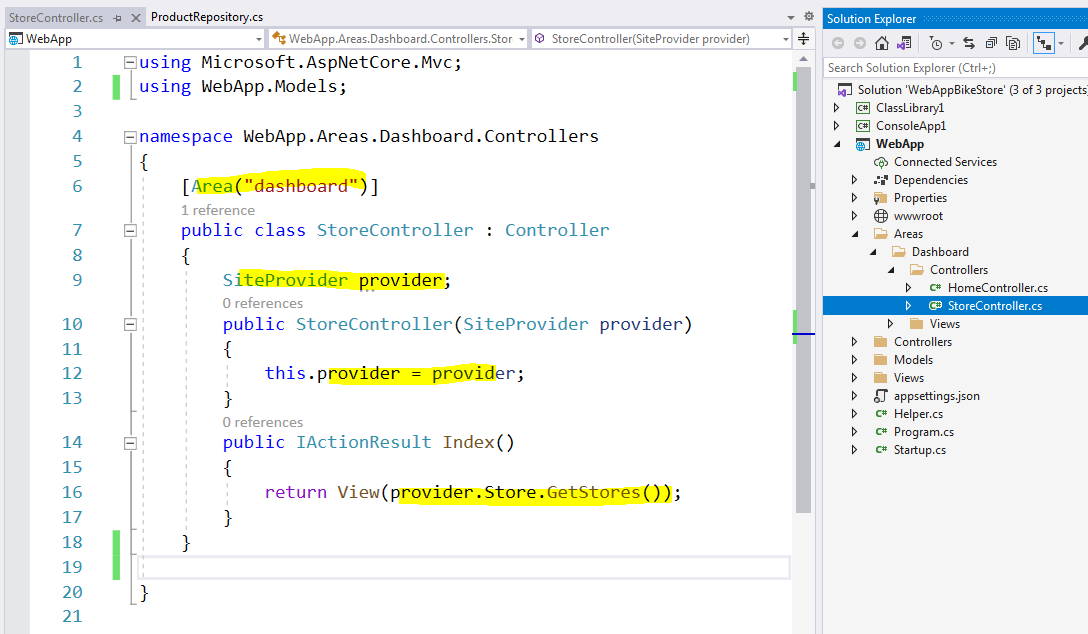 StoreController.cs
ProductRepository.cs
WebApp
WebApp.Areas.Dashboard.Controllers.Stor
StoreController(SiteProvider provider)
1 using Microsoft.AspNetCore.Mvc;
2 using WebApp.Models;
3
4 namespace WebApp.Areas.Dashboard.Controllers
5 {
6 [Area("dashboard")]
1 reference
7 public class StoreController : Controller
8 {
9 SiteProvider provider;
0 references
10 public StoreController(SiteProvider provider)
11 {
12 this.provider = provider;
13 }
0 references
14 public IActionResult Index()
15 {
16 return View(provider.Store.GetStores());
17 }
18 }
19
20 }
21
Solution Explorer
Search Solution Explorer (Ctrl+;)
Solution 'WebAppBikeStore' (3 of 3 projects)
C# ClassLibrary1
C# ConsoleApp1
WebApp
Connected Services
Dependencies
Properties
wwwroot
Areas
Dashboard
Controllers
C# HomeController.cs
C# StoreController.cs
Views
Controllers
Models
Views
appsettings.json
C# Helper.cs
C# Program.cs
C# Startup.cs